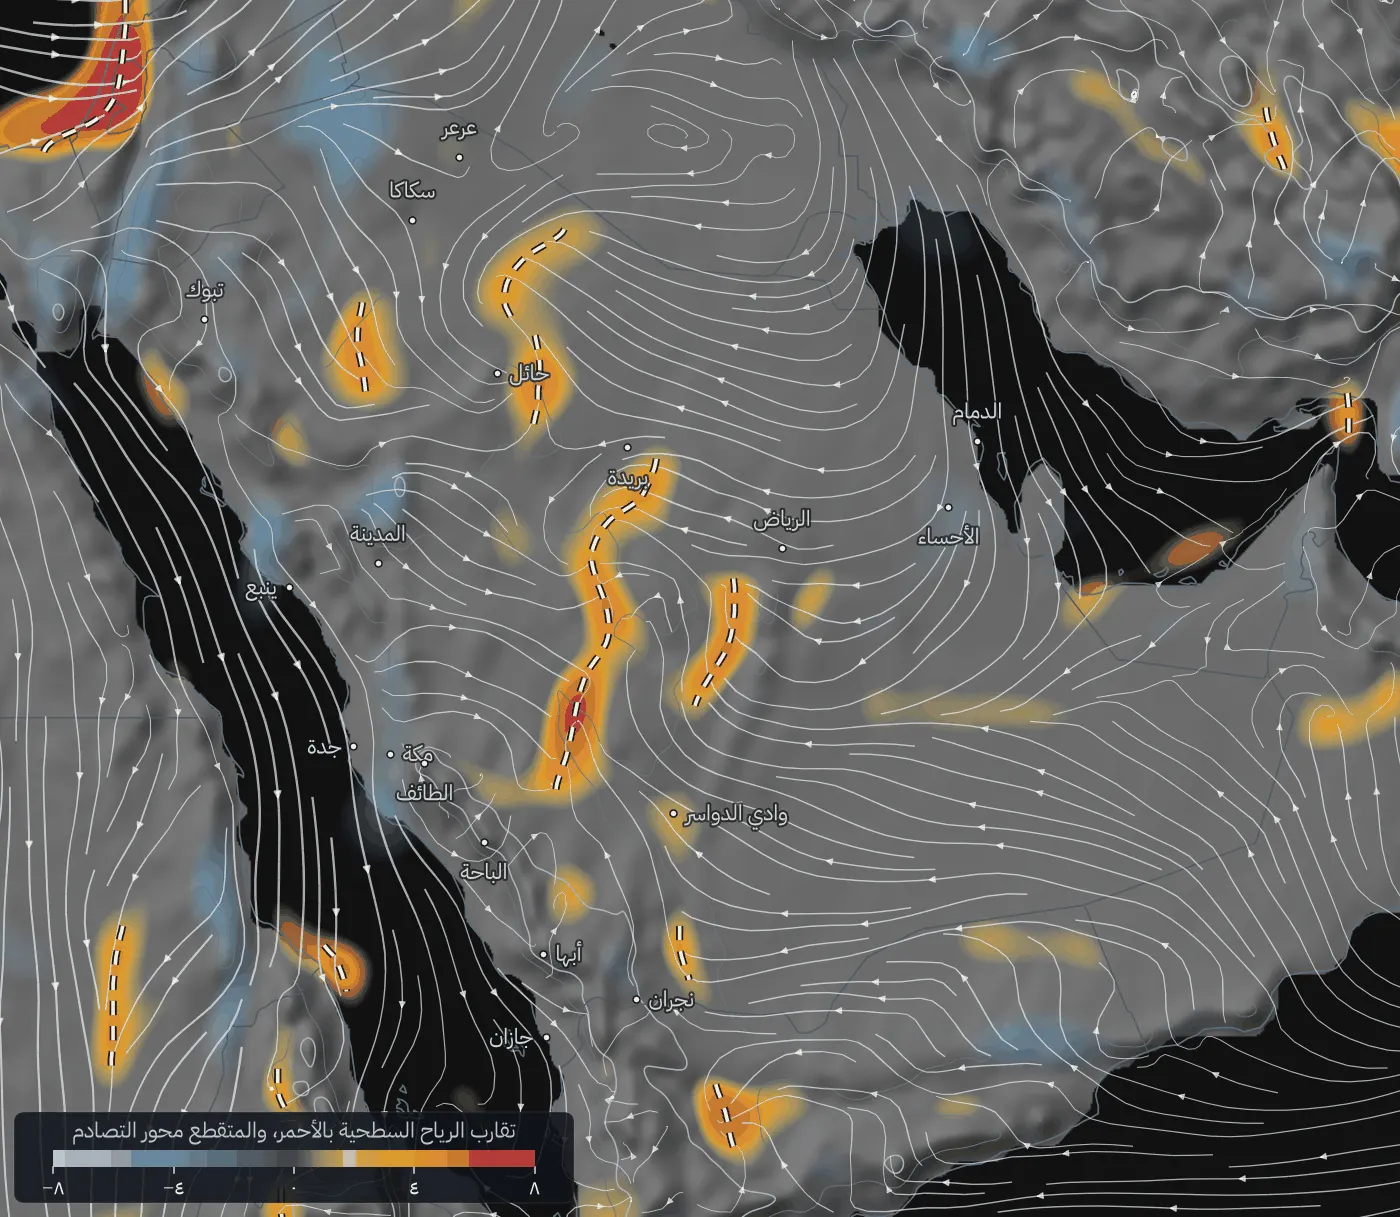 عرعر
سكاكا
تبوك
حائل
الدمام
بريدة
الرياض
المدينة
الأحساء
ينبع
جدة
مكة
الطائف
وادي الدواسر
الباحة
أبها
نجران
جازان
تقارب الرياح السطحية بالأحمر، والمتقطع محور التصادم
−٨ −٤ ٠ ٤ ٨